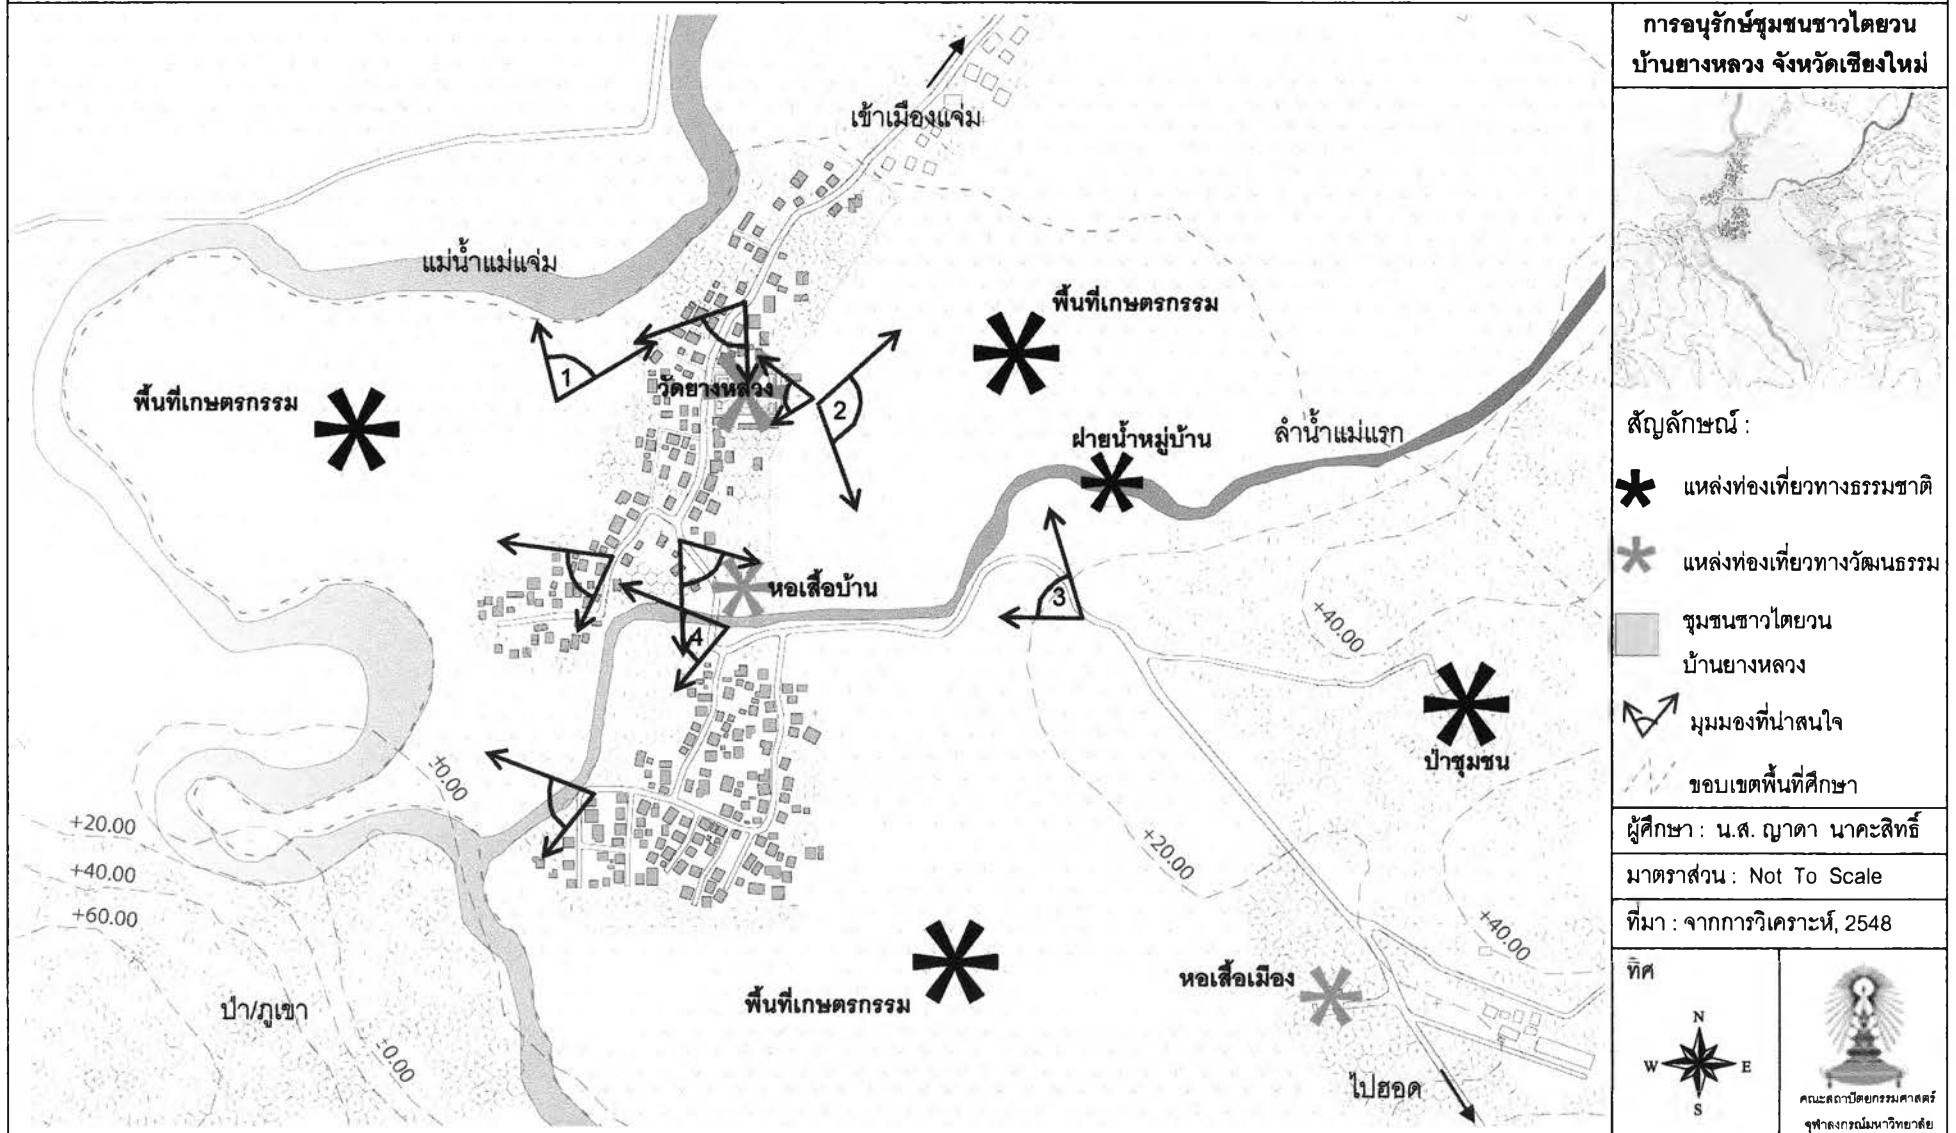 เข้าเมืองแจ่ม
แม่น้ำแม่แจ่ม
พื้นที่เกษตรกรรม
พื้นที่เกษตรกรรม
1
วัดยางหลวง
2
ฝายน้ำหมู่บ้าน
ลำน้ำแม่แรก
หอเสื้อบ้าน
3
4
+40.00
ป่าชุมชน
±0.00
+20.00
+40.00
+60.00
+20.00
+40.00
ป่า/ภูเขา
±0.00
พื้นที่เกษตรกรรม
หอเสื้อเมือง
ไปฮอด
การอนุรักษ์ชุมชนชาวไตยวน
บ้านยางหลวง จังหวัดเชียงใหม่
สัญลักษณ์ :
แหล่งท่องเที่ยวทางธรรมชาติ
แหล่งท่องเที่ยวทางวัฒนธรรม
ชุมชนชาวไตยวน
บ้านยางหลวง
มุมมองที่น่าสนใจ
ขอบเขตพื้นที่ศึกษา
ผู้ศึกษา : น.ส. ญาดา นาคะสิทธิ์
มาตราส่วน : Not To Scale
ที่มา : จากการวิเคราะห์, 2548
ทิศ
N
W E
S
คณะสถาปัตยกรรมศาสตร์
จุฬาลงกรณ์มหาวิทยาลัย